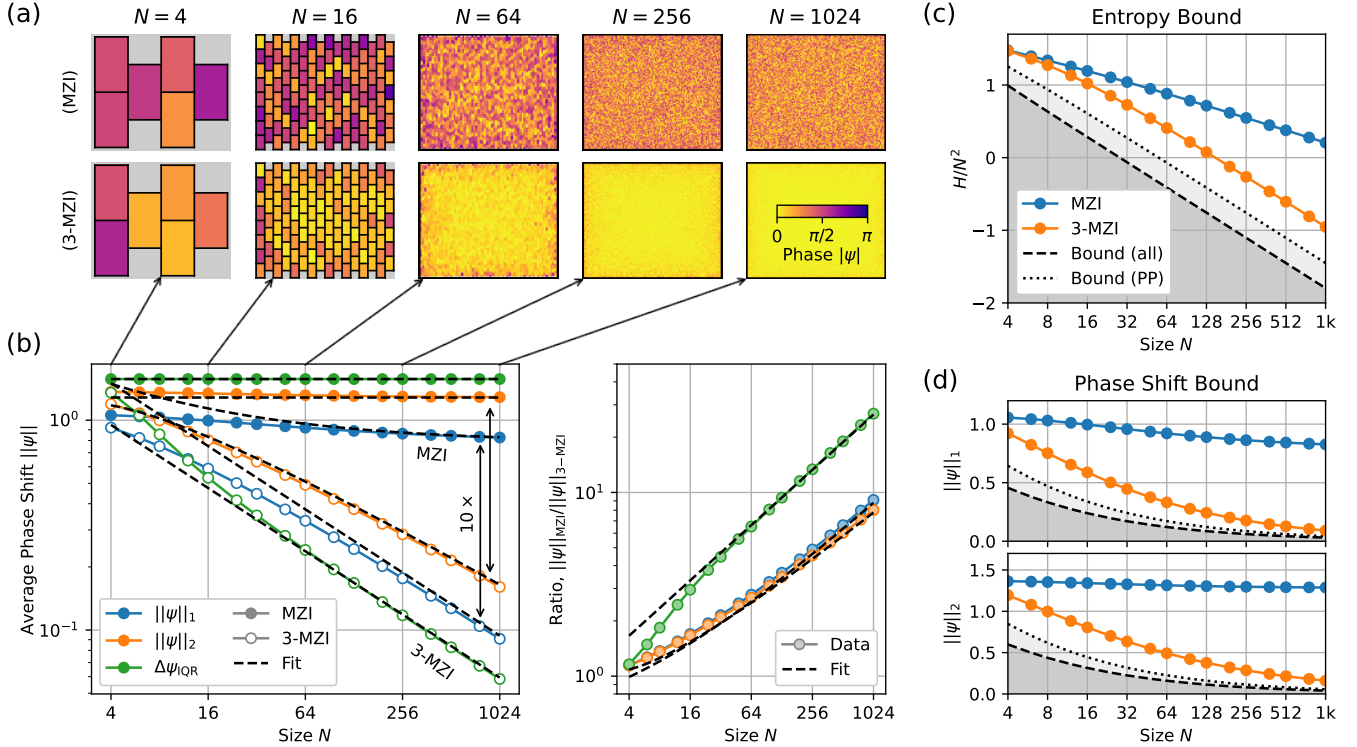 (a)
N = 4
N = 16
N = 64
N = 256
N = 1024
(MZI)
(3-MZI)
0
π/2
π
Phase |ψ|
(b)
Average Phase Shift ||ψ||
10⁰
10⁻¹
MZI
3-MZI
10 ×
||ψ||₁
||ψ||₂
Δψ_IQR
MZI
3-MZI
Fit
4
16
64
256
1024
Size N
Ratio, ||ψ||_MZI/||ψ||_3−MZI
10¹
10⁰
Data
Fit
4
16
64
256
1024
Size N
(c)
Entropy Bound
H/N²
1
0
−1
−2
MZI
3-MZI
Bound (all)
Bound (PP)
4
8
16
32
64
128
256
512
1k
Size N
(d)
Phase Shift Bound
||ψ||₁
1.0
0.5
0.0
||ψ||₂
1.5
1.0
0.5
0.0
4
8
16
32
64
128
256
512
1k
Size N